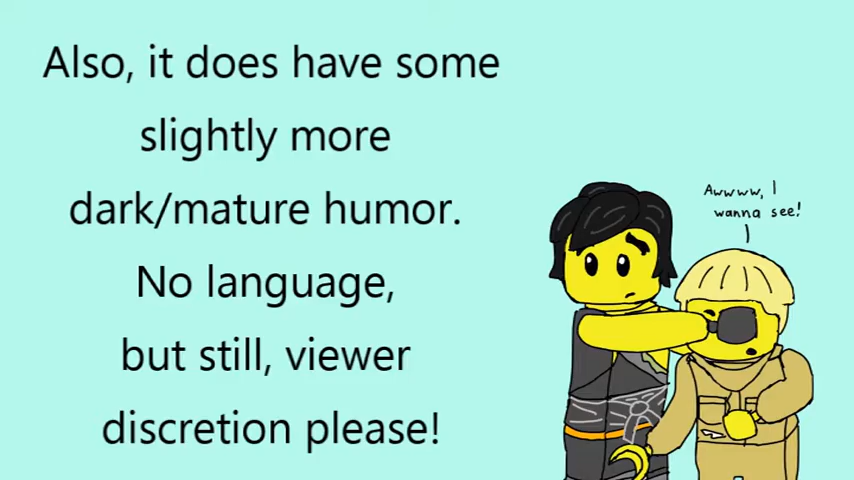 Also, it does have some
slightly more
dark/mature humor.
No language,
but still, viewer
discretion please!
Awwww, I
wanna see!